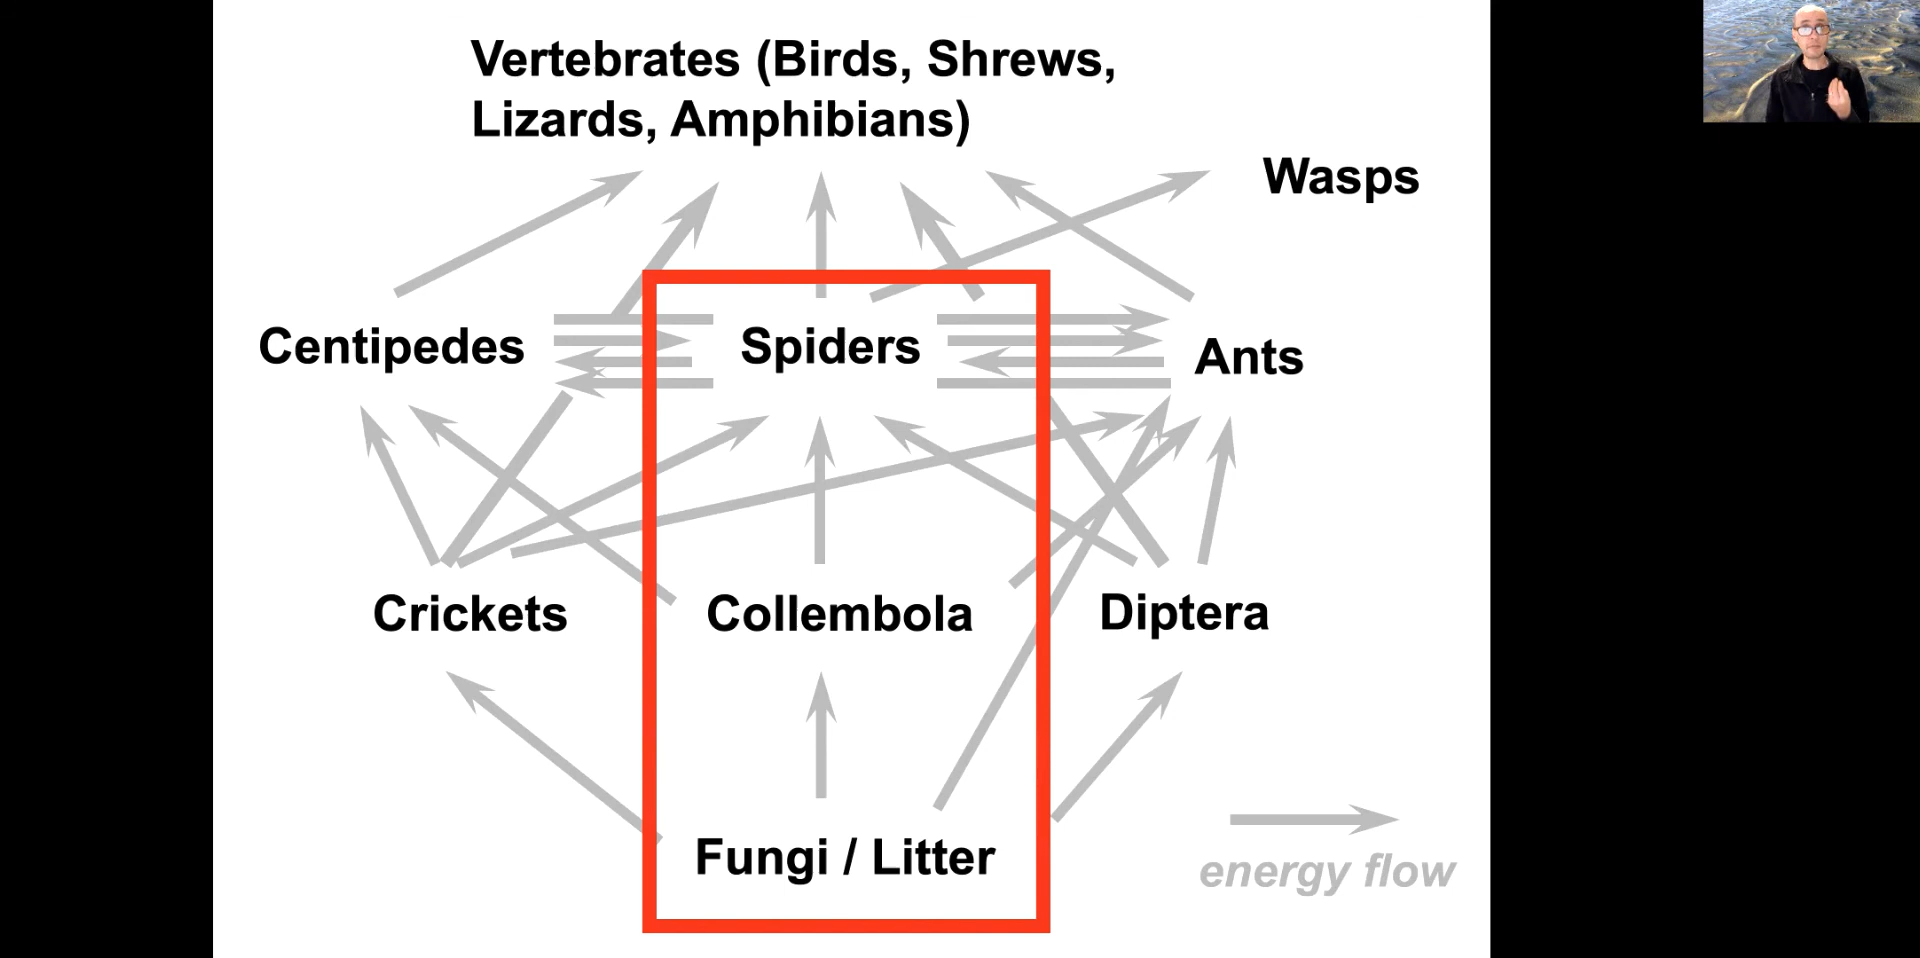 Vertebrates (Birds, Shrews,
Lizards, Amphibians)
Wasps
Centipedes
Spiders
Ants
Crickets
Collembola
Diptera
Fungi / Litter
energy flow